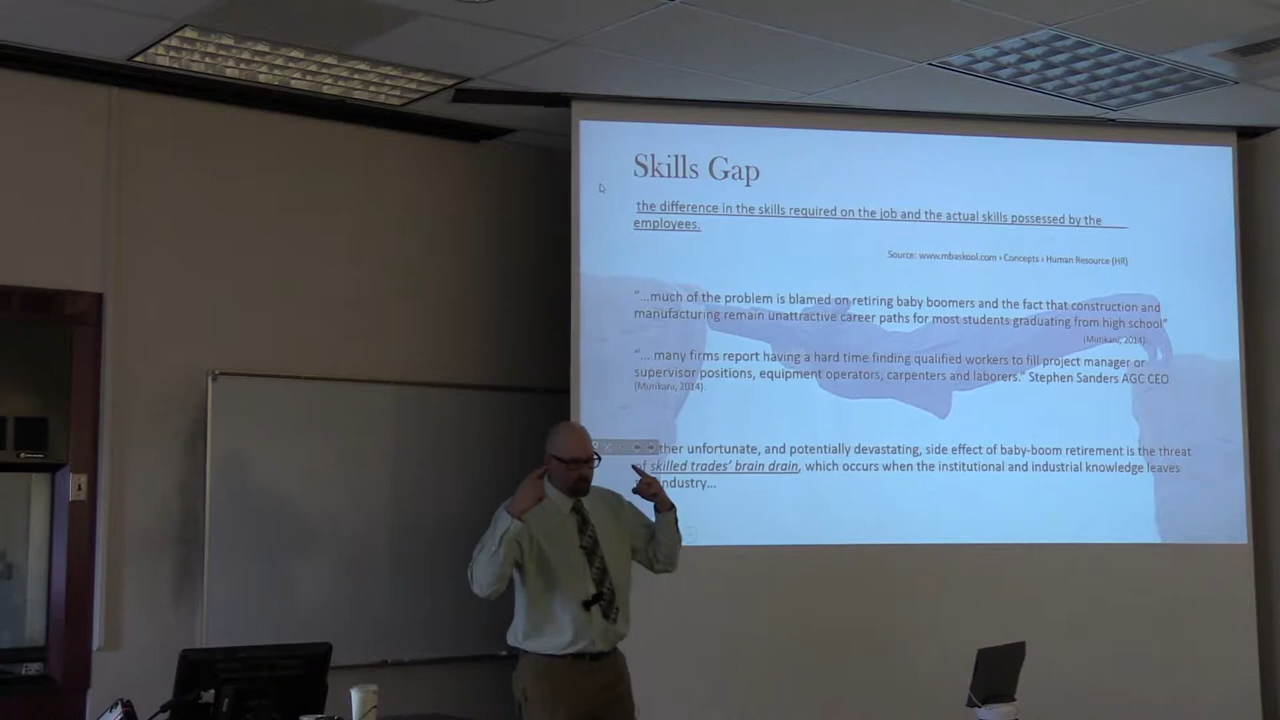 Skills Gap
the difference in the skills required on the job and the actual skills possessed by the
employees.
Source: www.mbaskool.com › Concepts › Human Resource (HR)
"...much of the problem is blamed on retiring baby boomers and the fact that construction and
manufacturing remain unattractive career paths for most students graduating from high school"
(Murikani, 2014).
"... many firms report having a hard time finding qualified workers to fill project manager or
supervisor positions, equipment operators, carpenters and laborers." Stephen Sanders AGC CEO
(Murikani, 2014).
ther unfortunate, and potentially devastating, side effect of baby-boom retirement is the threat
of skilled trades' brain drain, which occurs when the institutional and industrial knowledge leaves
industry...